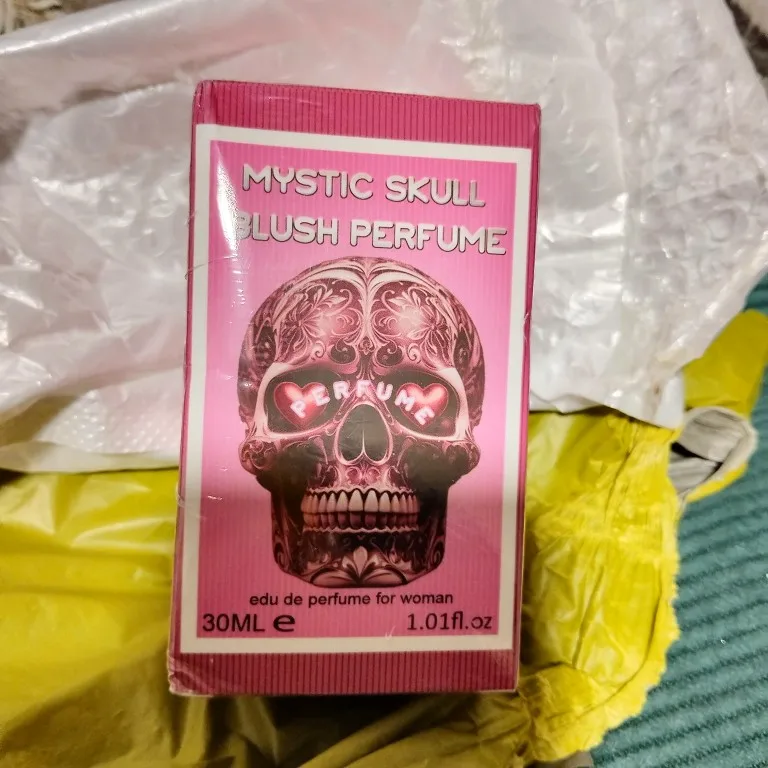 MYSTIC SKULL
BLUSH PERFUME
PERFUME
edu de perfume for woman
30ML ℮ 1.01fl.oz